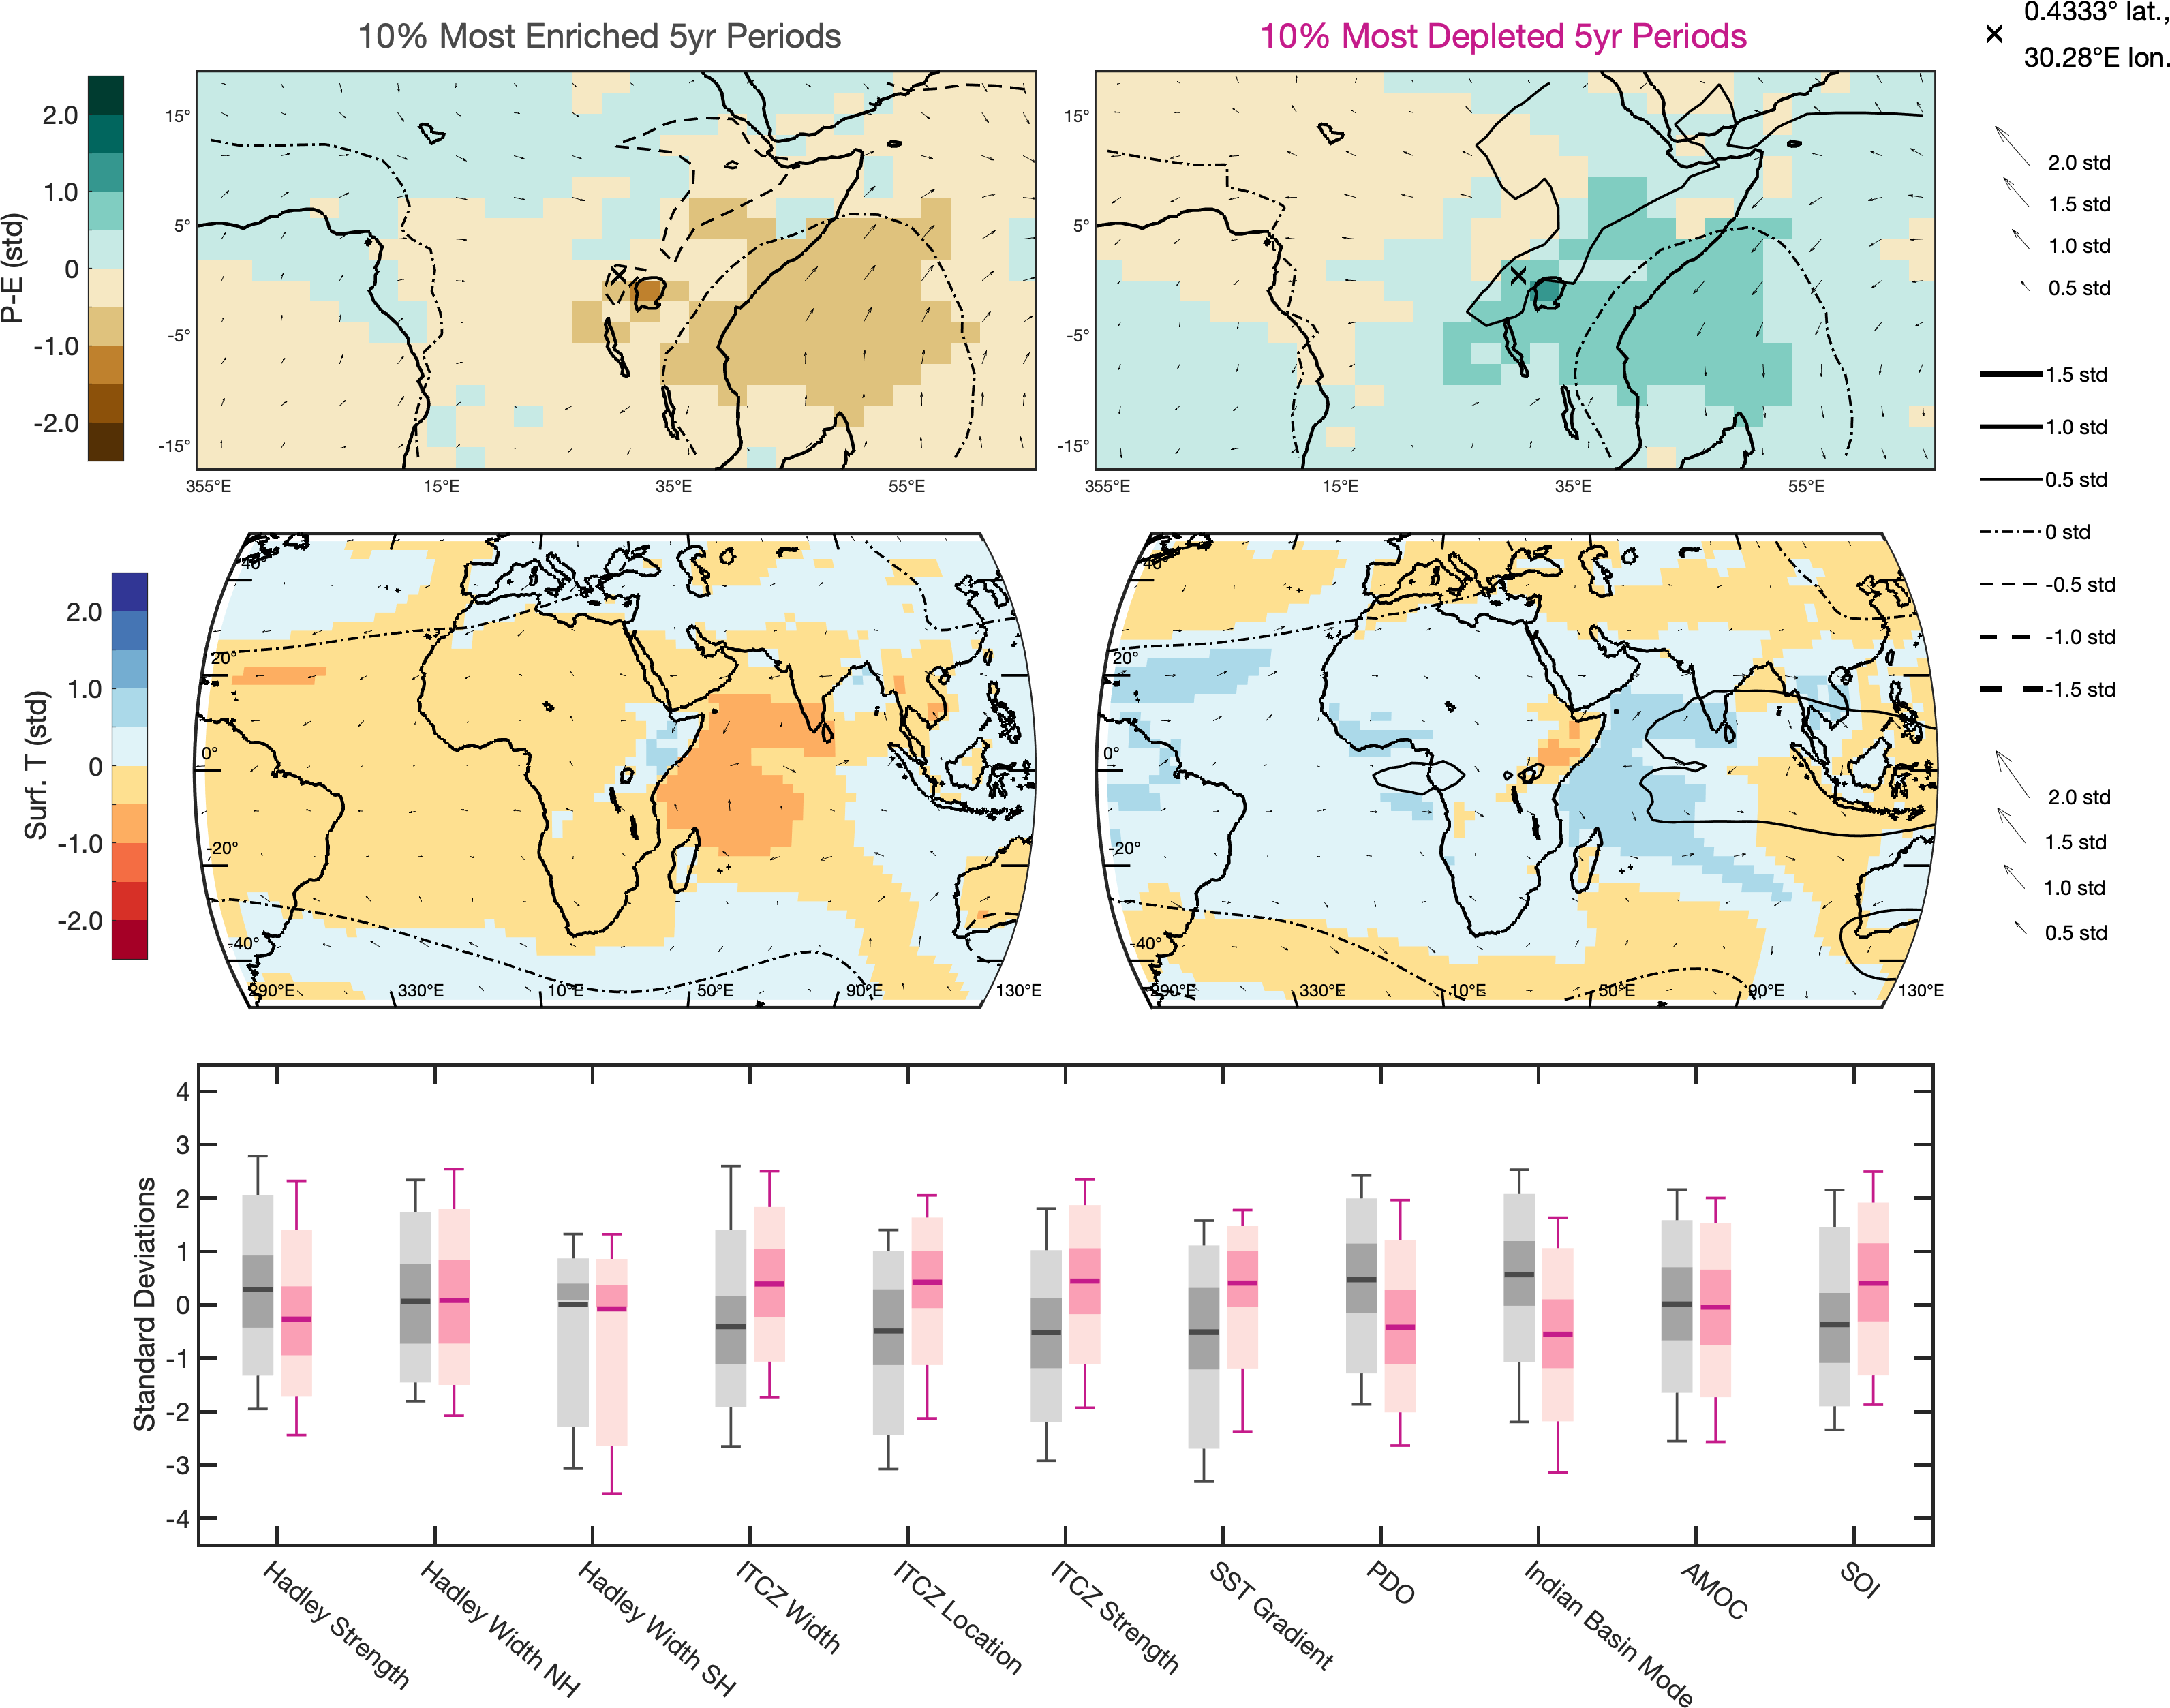 10% Most Enriched 5yr Periods
10% Most Depleted 5yr Periods
0.4333° lat.,
30.28°E lon.
P-E (std)
2.0
1.0
0
-1.0
-2.0
15°
5°
-5°
-15°
355°E 15°E 35°E 55°E
15°
5°
-5°
-15°
355°E 15°E 35°E 55°E
2.0 std
1.5 std
1.0 std
0.5 std
1.5 std
1.0 std
0.5 std
0 std
-0.5 std
-1.0 std
-1.5 std
Surf. T (std)
2.0
1.0
0
-1.0
-2.0
40°
20°
0°
-20°
-40°
290°E 330°E 10°E 50°E 90°E 130°E
40°
20°
0°
-20°
-40°
290°E 330°E 10°E 50°E 90°E 130°E
2.0 std
1.5 std
1.0 std
0.5 std
Standard Deviations
4
3
2
1
0
-1
-2
-3
-4
Hadley Strength
Hadley Width NH
Hadley Width SH
ITCZ Width
ITCZ Location
ITCZ Strength
SST Gradient
PDO
Indian Basin Mode
AMOC
SOI